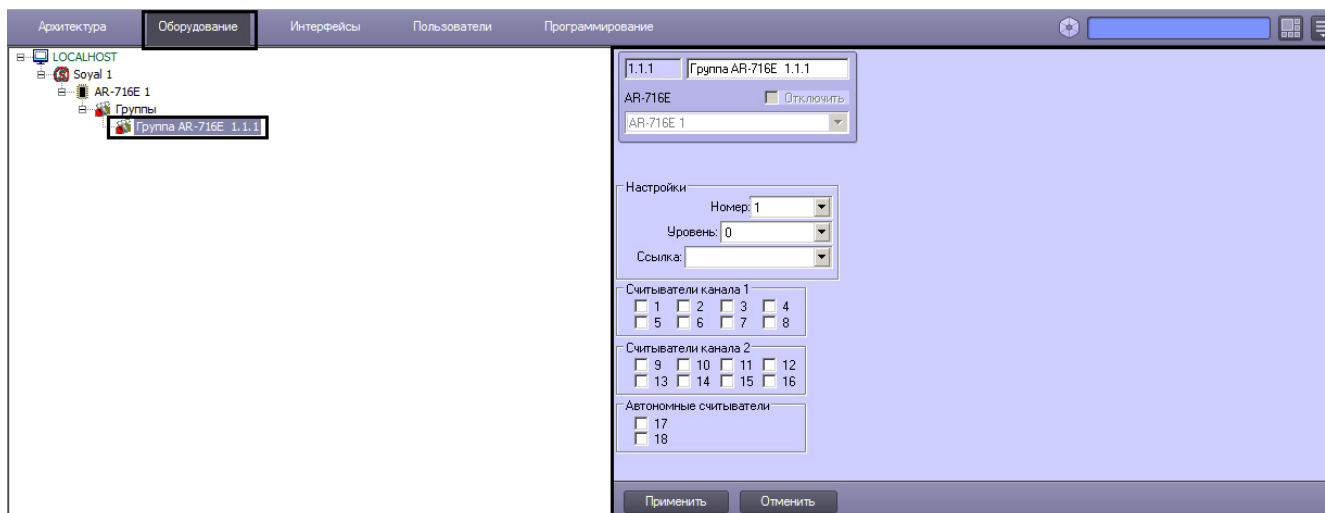 Архитектура Оборудование Интерфейсы Пользователи Программирование
LOCALHOST
Soyal 1
AR-716E 1
Группы
Группа AR-716E 1.1.1
1.1.1 Группа AR-716E 1.1.1
AR-716E Отключить
AR-716E 1
Настройки
Номер: 1
Уровень: 0
Ссылка:
Считыватели канала 1
1 2 3 4
5 6 7 8
Считыватели канала 2
9 10 11 12
13 14 15 16
Автономные считыватели
17
18
Применить Отменить